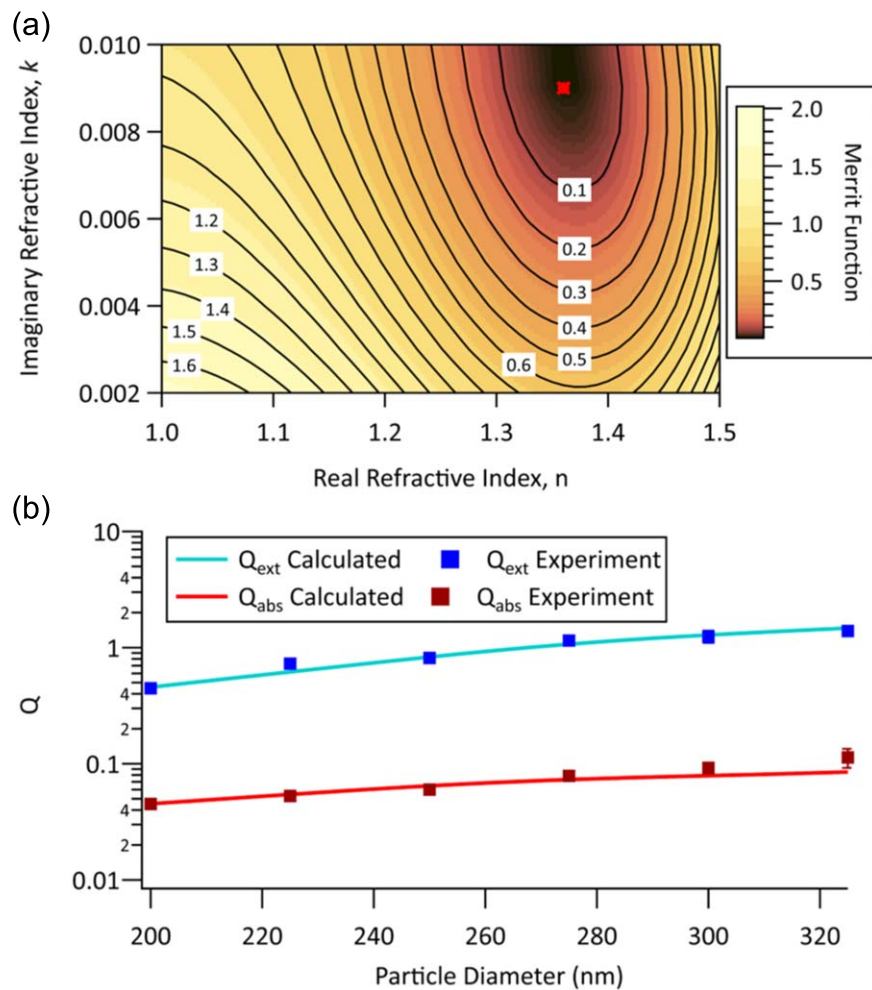 (a)
Imaginary Refractive Index, k
0.010
0.008
0.006
0.004
0.002
1.2
1.3
1.4
1.5
1.6
0.1
0.2
0.3
0.4
0.5
0.6
1.0 1.1 1.2 1.3 1.4 1.5
Real Refractive Index, n
2.0
1.5
1.0
0.5
Merrit Function
(b)
Q
10
4
2
1
4
2
0.1
4
2
0.01
Qext Calculated Qext Experiment
Qabs Calculated Qabs Experiment
200 220 240 260 280 300 320
Particle Diameter (nm)